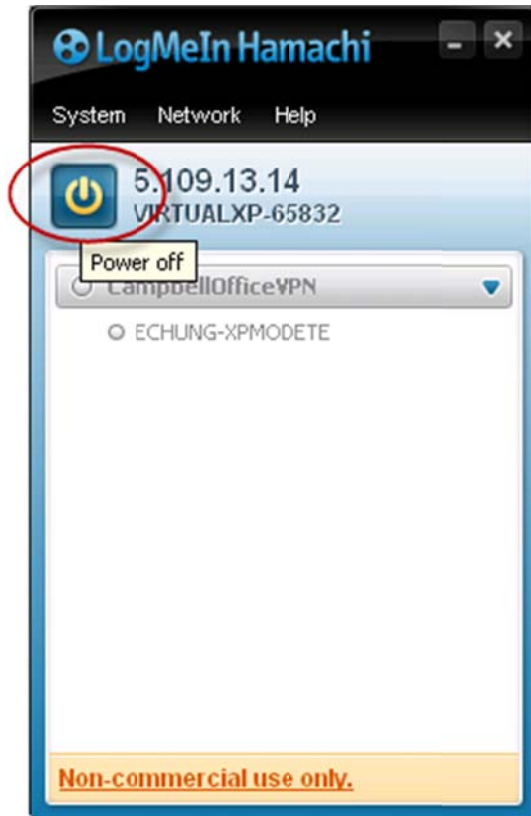 LogMeIn Hamachi
System Network Help
5.109.13.14
VIRTUALXP-65832
Power off
CampbellOfficeVPN
ECHUNG-XPMODETE
Non-commercial use only.